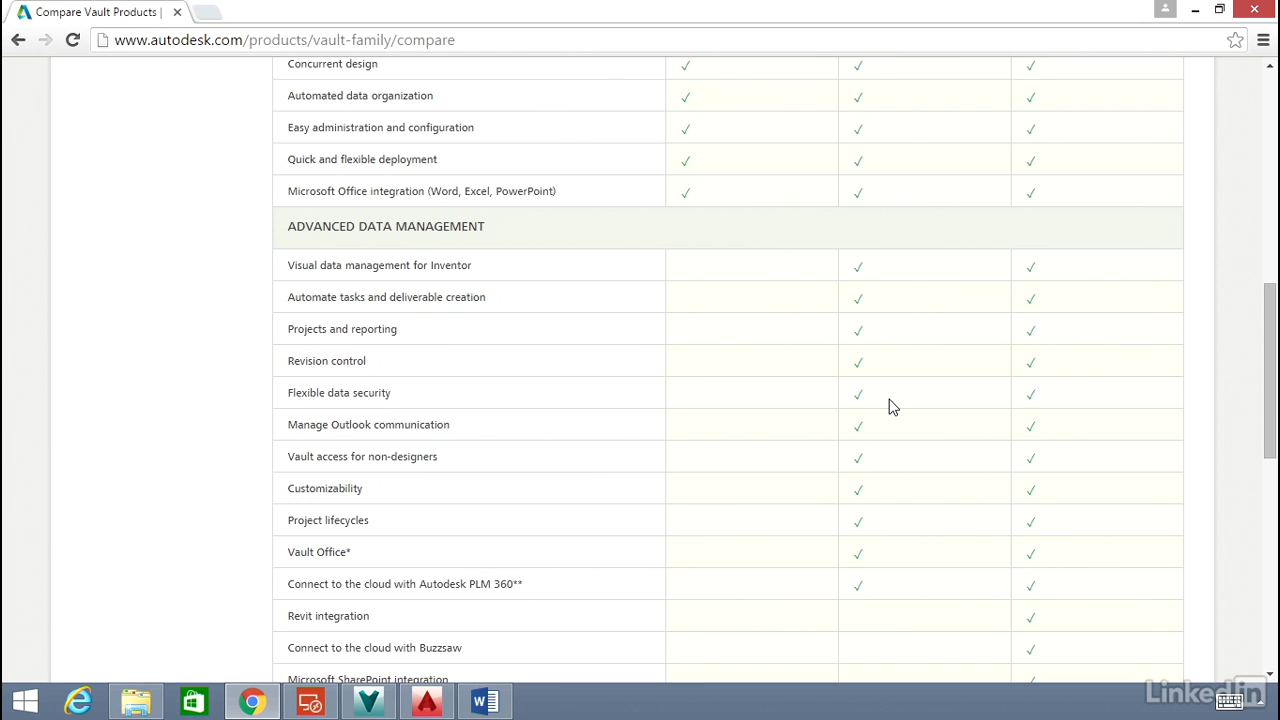 Compare Vault Products |
www.autodesk.com/products/vault-family/compare
Concurrent design
Automated data organization
Easy administration and configuration
Quick and flexible deployment
Microsoft Office integration (Word, Excel, PowerPoint)
ADVANCED DATA MANAGEMENT
Visual data management for Inventor
Automate tasks and deliverable creation
Projects and reporting
Revision control
Flexible data security
Manage Outlook communication
Vault access for non-designers
Customizability
Project lifecycles
Vault Office*
Connect to the cloud with Autodesk PLM 360**
Revit integration
Connect to the cloud with Buzzsaw
Microsoft SharePoint integration
LinkedIn